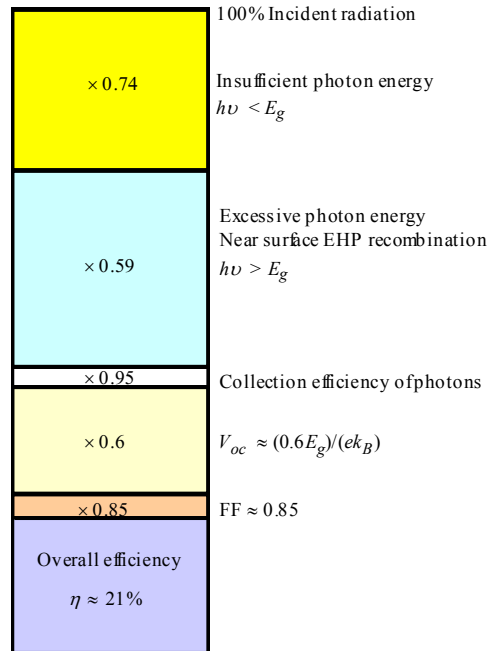 100% Incident radiation
× 0.74
Insufficient photon energy
hυ < E_g
Excessive photon energy
Near surface EHP recombination
hυ > E_g
× 0.59
× 0.95
Collection efficiency of photons
× 0.6
V_oc ≈ (0.6E_g)/(ek_B)
× 0.85
FF ≈ 0.85
Overall efficiency
η ≈ 21%